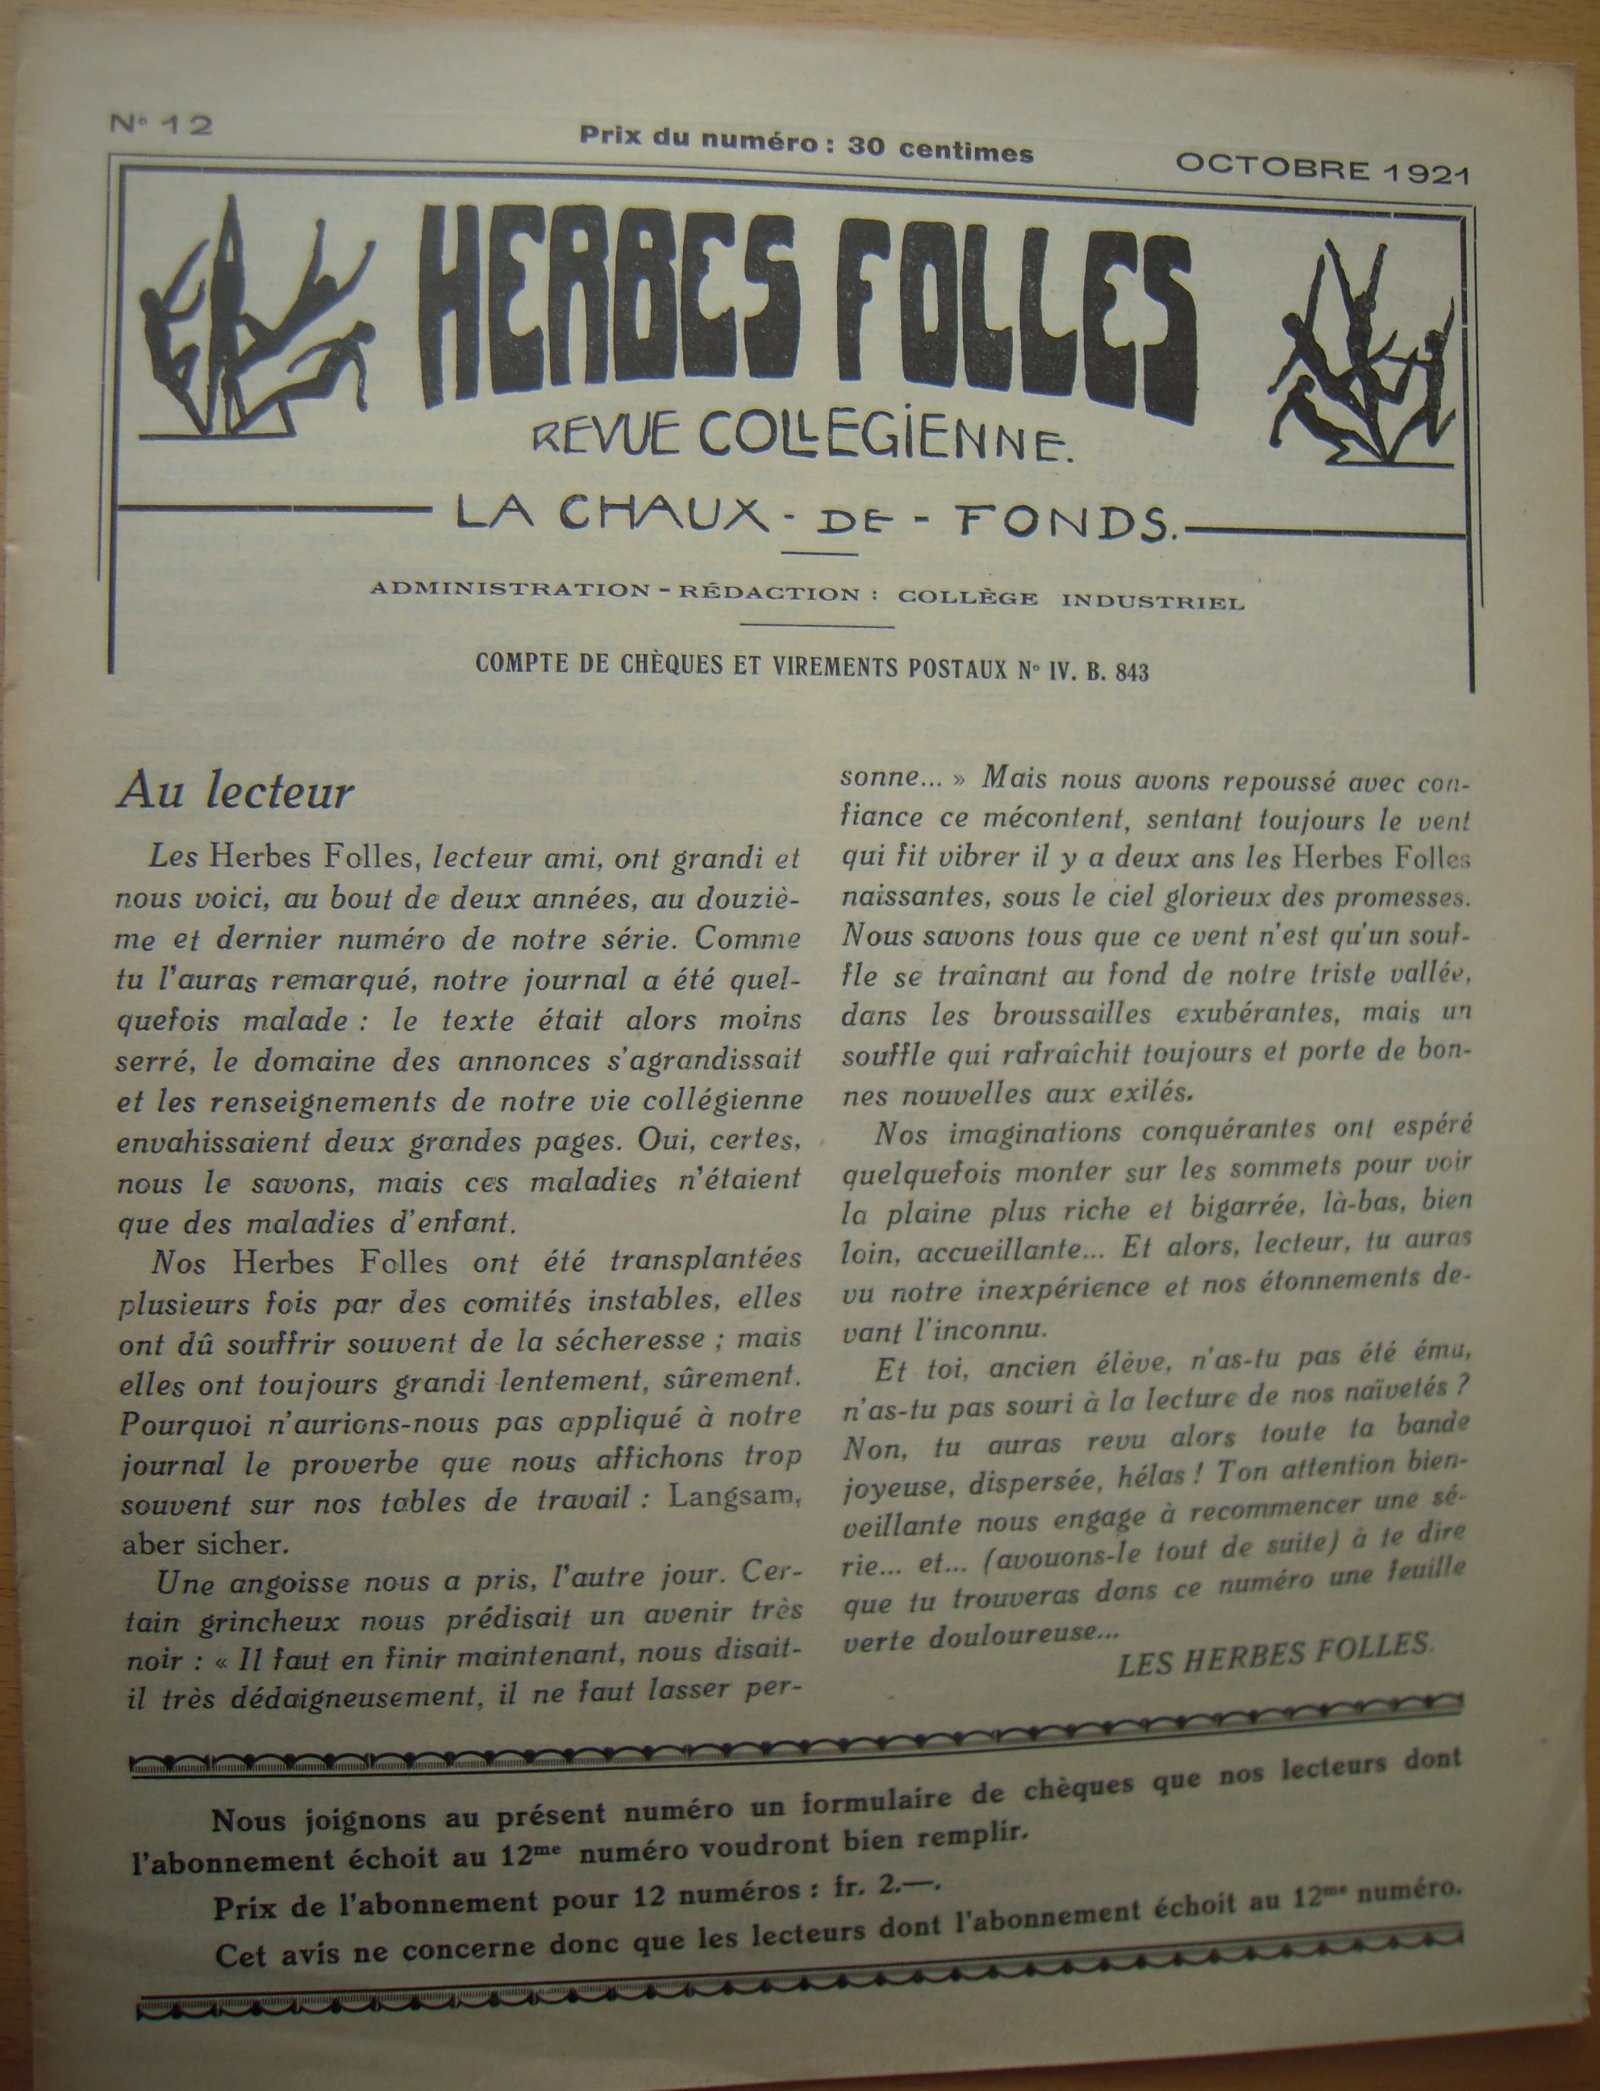 N° 12
Prix du numéro : 30 centimes
OCTOBRE 1921
HERBES FOLLES
REVUE COLLEGIENNE.
LA CHAUX - DE - FONDS.
ADMINISTRATION - RÉDACTION : COLLÈGE INDUSTRIEL
COMPTE DE CHÈQUES ET VIREMENTS POSTAUX N° IV. B. 843
Au lecteur
Les Herbes Folles, lecteur ami, ont grandi et
nous voici, au bout de deux années, au douziè-
me et dernier numéro de notre série. Comme
tu l'auras remarqué, notre journal a été quel-
quefois malade : le texte était alors moins
serré, le domaine des annonces s'agrandissait
et les renseignements de notre vie collégienne
envahissaient deux grandes pages. Oui, certes,
nous le savons, mais ces maladies n'étaient
que des maladies d'enfant.
Nos Herbes Folles ont été transplantées
plusieurs fois par des comités instables, elles
ont dû souffrir souvent de la sécheresse ; mais
elles ont toujours grandi lentement, sûrement.
Pourquoi n'aurions-nous pas appliqué à notre
journal le proverbe que nous affichons trop
souvent sur nos tables de travail : Langsam,
aber sicher.
Une angoisse nous a pris, l'autre jour. Cer-
tain grincheux nous prédisait un avenir très
noir : « Il faut en finir maintenant, nous disait-
il très dédaigneusement, il ne faut lasser per-
sonne... » Mais nous avons repoussé avec con-
fiance ce mécontent, sentant toujours le vent
qui fit vibrer il y a deux ans les Herbes Folles
naissantes, sous le ciel glorieux des promesses.
Nous savons tous que ce vent n'est qu'un souf-
fle se traînant au fond de notre triste vallée,
dans les broussailles exubérantes, mais un
souffle qui rafraîchit toujours et porte de bon-
nes nouvelles aux exilés.
Nos imaginations conquérantes ont espéré
quelquefois monter sur les sommets pour voir
la plaine plus riche et bigarrée, là-bas, bien
loin, accueillante... Et alors, lecteur, tu auras
vu notre inexpérience et nos étonnements de-
vant l'inconnu.
Et toi, ancien élève, n'as-tu pas été ému,
n'as-tu pas souri à la lecture de nos naïvetés ?
Non, tu auras revu alors toute ta bande
joyeuse, dispersée, hélas ! Ton attention bien-
veillante nous engage à recommencer une sé-
rie... et... (avouons-le tout de suite) à te dire
que tu trouveras dans ce numéro une feuille
verte douloureuse...
LES HERBES FOLLES.
Nous joignons au présent numéro un formulaire de chèques que nos lecteurs dont
l'abonnement échoit au 12me numéro voudront bien remplir.
Prix de l'abonnement pour 12 numéros : fr. 2.—.
Cet avis ne concerne donc que les lecteurs dont l'abonnement échoit au 12me numéro.